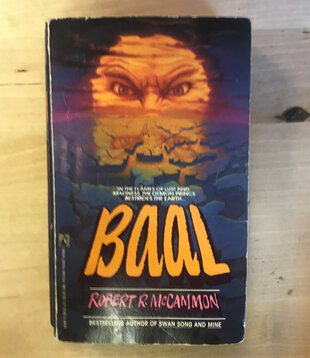 IN THE FLAMES OF LUST AND
MADNESS, THE DEMON PRINCE
BESTRIDES THE EARTH...
BAAL
ROBERT R. McCAMMON
BESTSELLING AUTHOR OF SWAN SONG AND MINE